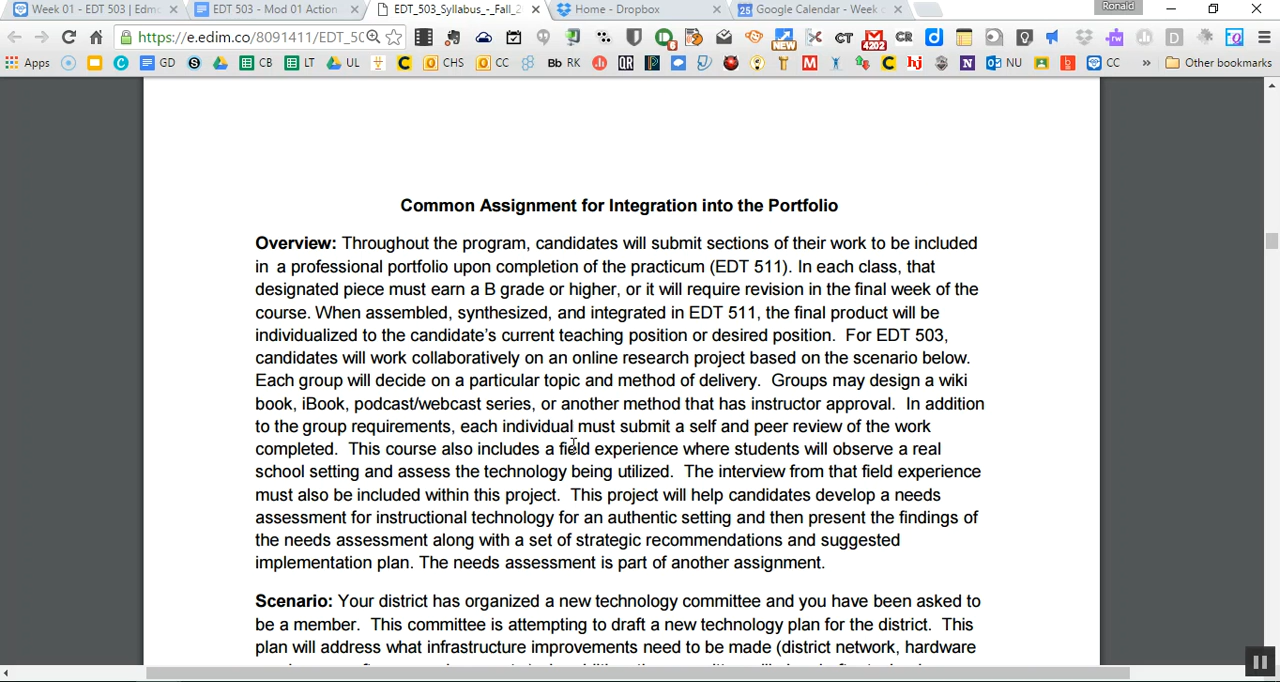 Week 01 - EDT 503 | Edmo
EDT 503 - Mod 01 Action
EDT_503_Syllabus_-_Fall_2
Home - Dropbox
Google Calendar - Week o
Ronald
https://e.edim.co/8091411/EDT_5
Apps
GD
CB
LT
UL
CHS
CC
Bb RK
NU
CC
Other bookmarks
Common Assignment for Integration into the Portfolio
Overview: Throughout the program, candidates will submit sections of their work to be included
in a professional portfolio upon completion of the practicum (EDT 511). In each class, that
designated piece must earn a B grade or higher, or it will require revision in the final week of the
course. When assembled, synthesized, and integrated in EDT 511, the final product will be
individualized to the candidate's current teaching position or desired position. For EDT 503,
candidates will work collaboratively on an online research project based on the scenario below.
Each group will decide on a particular topic and method of delivery. Groups may design a wiki
book, iBook, podcast/webcast series, or another method that has instructor approval. In addition
to the group requirements, each individual must submit a self and peer review of the work
completed. This course also includes a field experience where students will observe a real
school setting and assess the technology being utilized. The interview from that field experience
must also be included within this project. This project will help candidates develop a needs
assessment for instructional technology for an authentic setting and then present the findings of
the needs assessment along with a set of strategic recommendations and suggested
implementation plan. The needs assessment is part of another assignment.
Scenario: Your district has organized a new technology committee and you have been asked to
be a member. This committee is attempting to draft a new technology plan for the district. This
plan will address what infrastructure improvements need to be made (district network, hardware